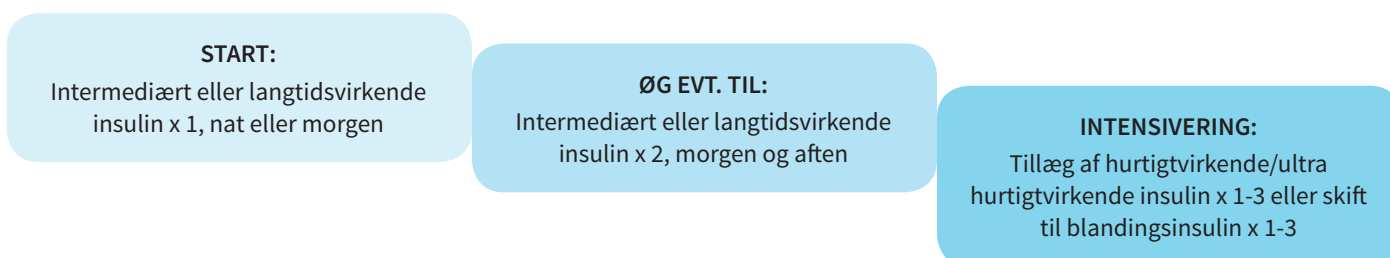 START:
Intermediært eller langtidsvirkende
insulin x 1, nat eller morgen
ØG EVT. TIL:
Intermediært eller langtidsvirkende
insulin x 2, morgen og aften
INTENSIVERING:
Tillæg af hurtigtvirkende/ultra
hurtigtvirkende insulin x 1-3 eller skift
til blandingsinsulin x 1-3